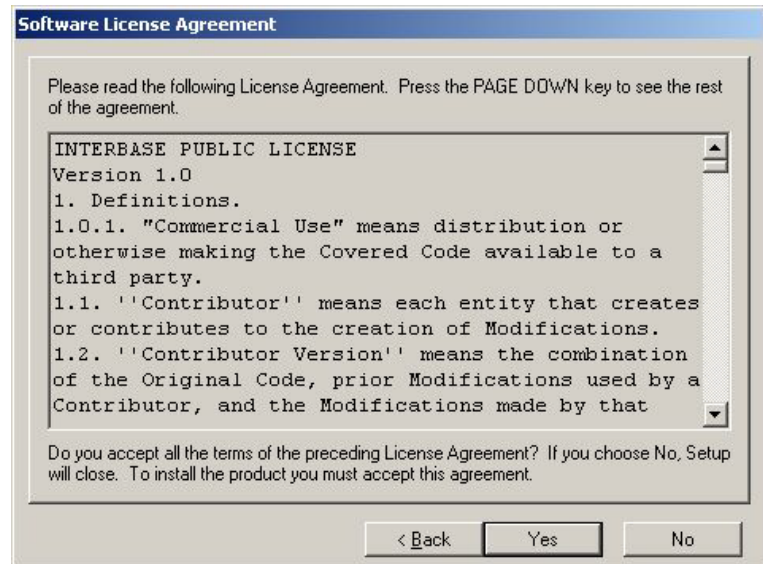 Software License Agreement
Please read the following License Agreement. Press the PAGE DOWN key to see the rest
of the agreement.
INTERBASE PUBLIC LICENSE
Version 1.0
1. Definitions.
1.0.1. "Commercial Use" means distribution or
otherwise making the Covered Code available to a
third party.
1.1. ''Contributor'' means each entity that creates
or contributes to the creation of Modifications.
1.2. ''Contributor Version'' means the combination
of the Original Code, prior Modifications used by a
Contributor, and the Modifications made by that
Do you accept all the terms of the preceding License Agreement? If you choose No, Setup
will close. To install the product you must accept this agreement.
< Back Yes No